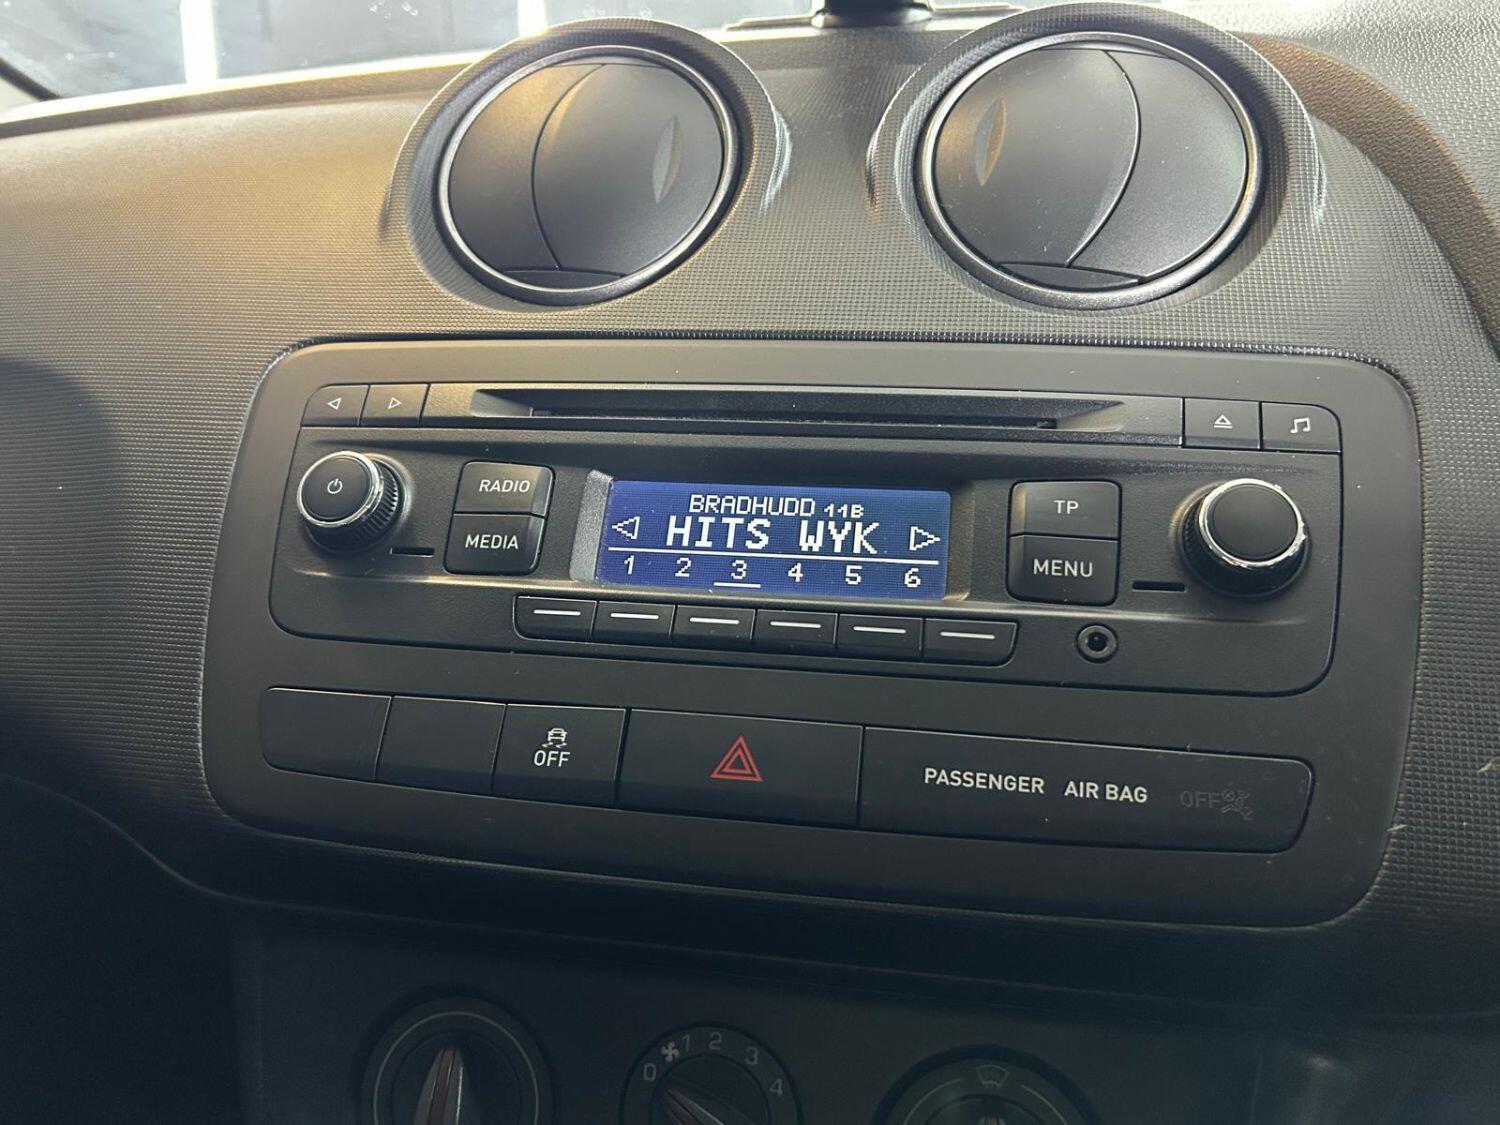 RADIO
MEDIA
BRADHUDD 11B
HITS WYK
1 2 3 4 5 6
TP
MENU
OFF
PASSENGER AIR BAG OFF
0 1 2 3 4